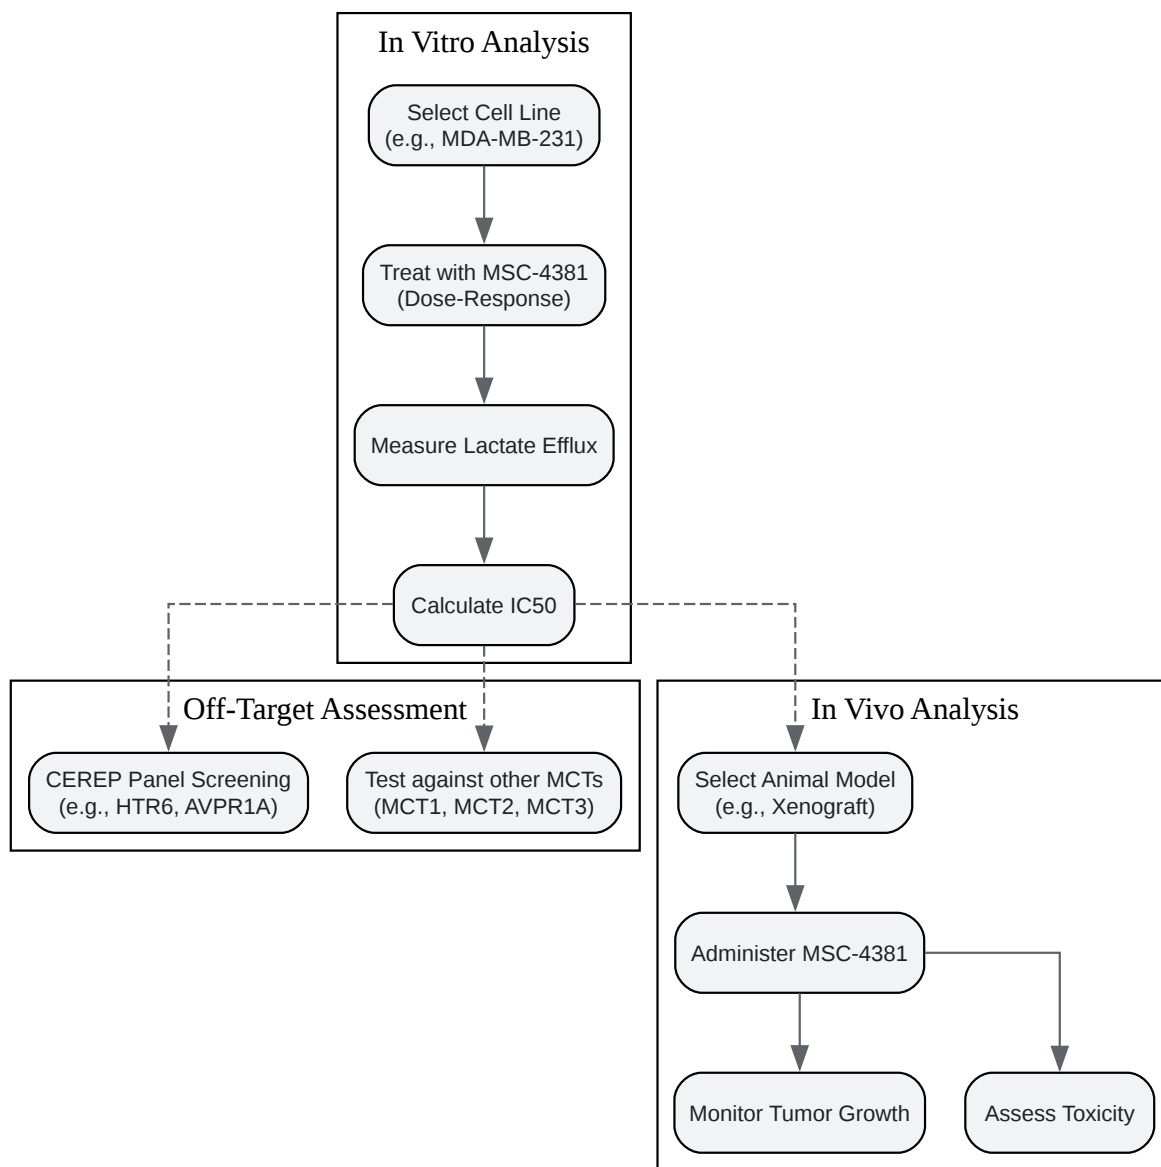 In Vitro Analysis
Select Cell Line
(e.g., MDA-MB-231)
Treat with MSC-4381
(Dose-Response)
Measure Lactate Efflux
Calculate IC50
Off-Target Assessment
CEREP Panel Screening
(e.g., HTR6, AVPR1A)
Test against other MCTs
(MCT1, MCT2, MCT3)
In Vivo Analysis
Select Animal Model
(e.g., Xenograft)
Administer MSC-4381
Monitor Tumor Growth
Assess Toxicity